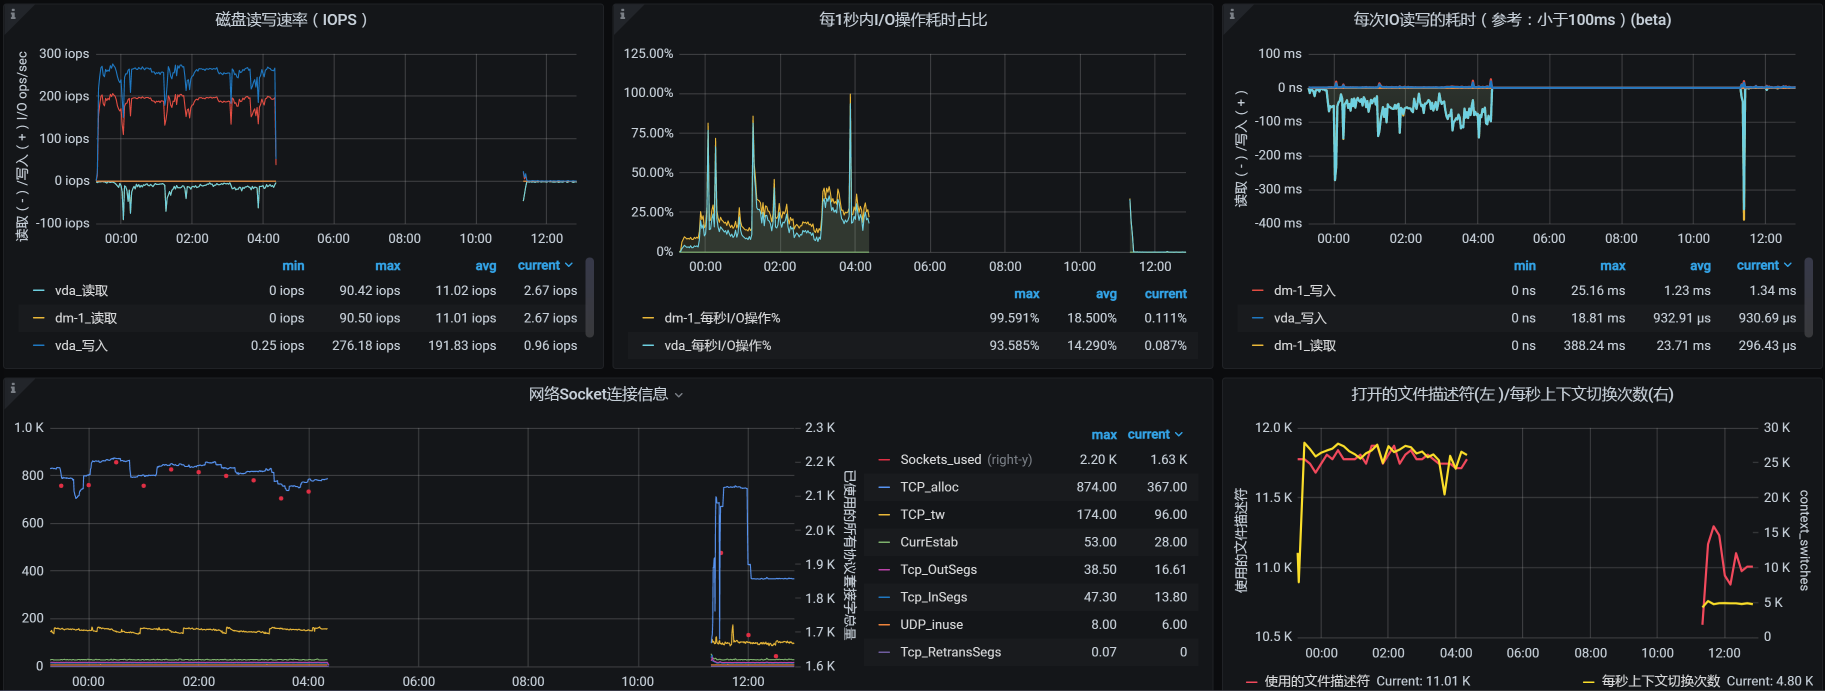 磁盘读写速率（IOPS）
读取（-）/写入（+）I/O ops/sec
300 iops
200 iops
100 iops
0 iops
-100 iops
00:00 02:00 04:00 06:00 08:00 10:00 12:00
min max avg current
vda_读取 0 iops 90.42 iops 11.02 iops 2.67 iops
dm-1_读取 0 iops 90.50 iops 11.01 iops 2.67 iops
vda_写入 0.25 iops 276.18 iops 191.83 iops 0.96 iops
每1秒内I/O操作耗时占比
125.00%
100.00%
75.00%
50.00%
25.00%
0%
00:00 02:00 04:00 06:00 08:00 10:00 12:00
max avg current
dm-1_每秒I/O操作% 99.591% 18.500% 0.111%
vda_每秒I/O操作% 93.585% 14.290% 0.087%
每次IO读写的耗时（参考：小于100ms）(beta)
读取（-）/写入（+）
100 ms
0 ns
-100 ms
-200 ms
-300 ms
-400 ms
00:00 02:00 04:00 06:00 08:00 10:00 12:00
min max avg current
dm-1_写入 0 ns 25.16 ms 1.23 ms 1.34 ms
vda_写入 0 ns 18.81 ms 932.91 µs 930.69 µs
dm-1_读取 0 ns 388.24 ms 23.71 ms 296.43 µs
网络Socket连接信息
1.0 K
800
600
400
200
0
2.3 K
2.2 K
2.1 K
2.0 K
1.9 K
1.8 K
1.7 K
1.6 K
已使用的所有协议套接字总量
00:00 02:00 04:00 06:00 08:00 10:00 12:00
max current
Sockets_used (right-y) 2.20 K 1.63 K
TCP_alloc 874.00 367.00
TCP_tw 174.00 96.00
CurrEstab 53.00 28.00
Tcp_OutSegs 38.50 16.61
Tcp_InSegs 47.30 13.80
UDP_inuse 8.00 6.00
Tcp_RetransSegs 0.07 0
打开的文件描述符(左 )/每秒上下文切换次数(右)
使用的文件描述符
12.0 K
11.5 K
11.0 K
10.5 K
30 K
25 K
20 K
15 K
10 K
5 K
0
context_switches
00:00 02:00 04:00 06:00 08:00 10:00 12:00
使用的文件描述符 Current: 11.01 K 每秒上下文切换次数 Current: 4.80 K